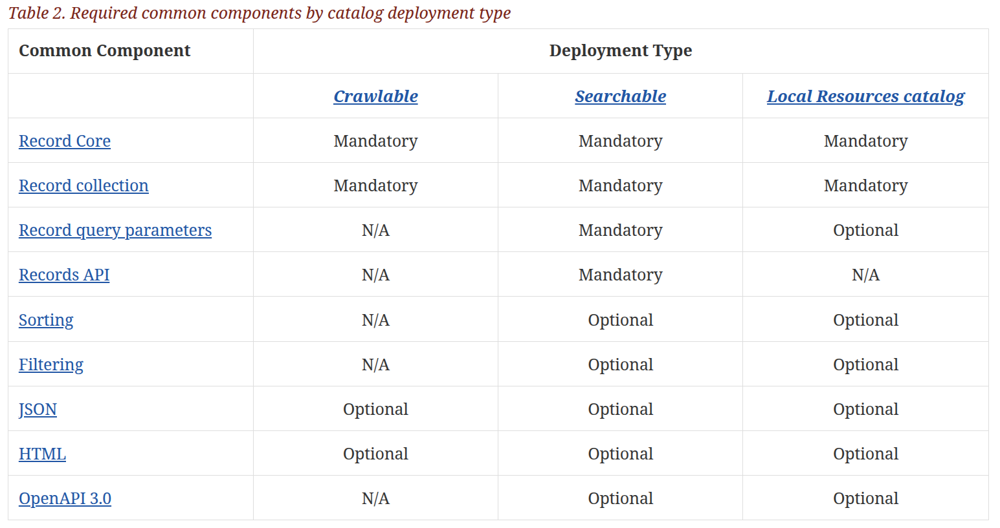 Table 2. Required common components by catalog deployment type
Common Component Deployment Type
Crawlable Searchable Local Resources catalog
Record Core Mandatory Mandatory Mandatory
Record collection Mandatory Mandatory Mandatory
Record query parameters N/A Mandatory Optional
Records API N/A Mandatory N/A
Sorting N/A Optional Optional
Filtering N/A Optional Optional
JSON Optional Optional Optional
HTML Optional Optional Optional
OpenAPI 3.0 N/A Optional Optional